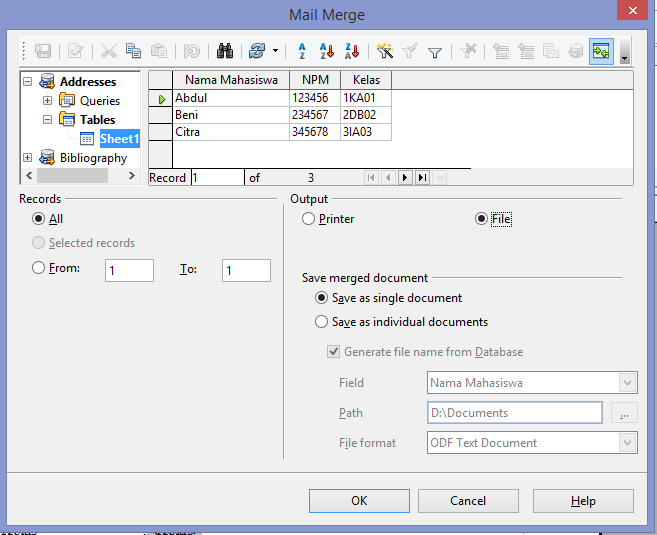 Mail Merge
Addresses
Queries
Tables
Sheet1
Bibliography
Nama Mahasiswa NPM Kelas
Abdul 123456 1KA01
Beni 234567 2DB02
Citra 345678 3IA03
Record 1 of 3
Records
All
Selected records
From: 1 To: 1
Output
Printer File
Save merged document
Save as single document
Save as individual documents
Generate file name from Database
Field Nama Mahasiswa
Path D:\Documents ...
File format ODF Text Document
OK Cancel Help